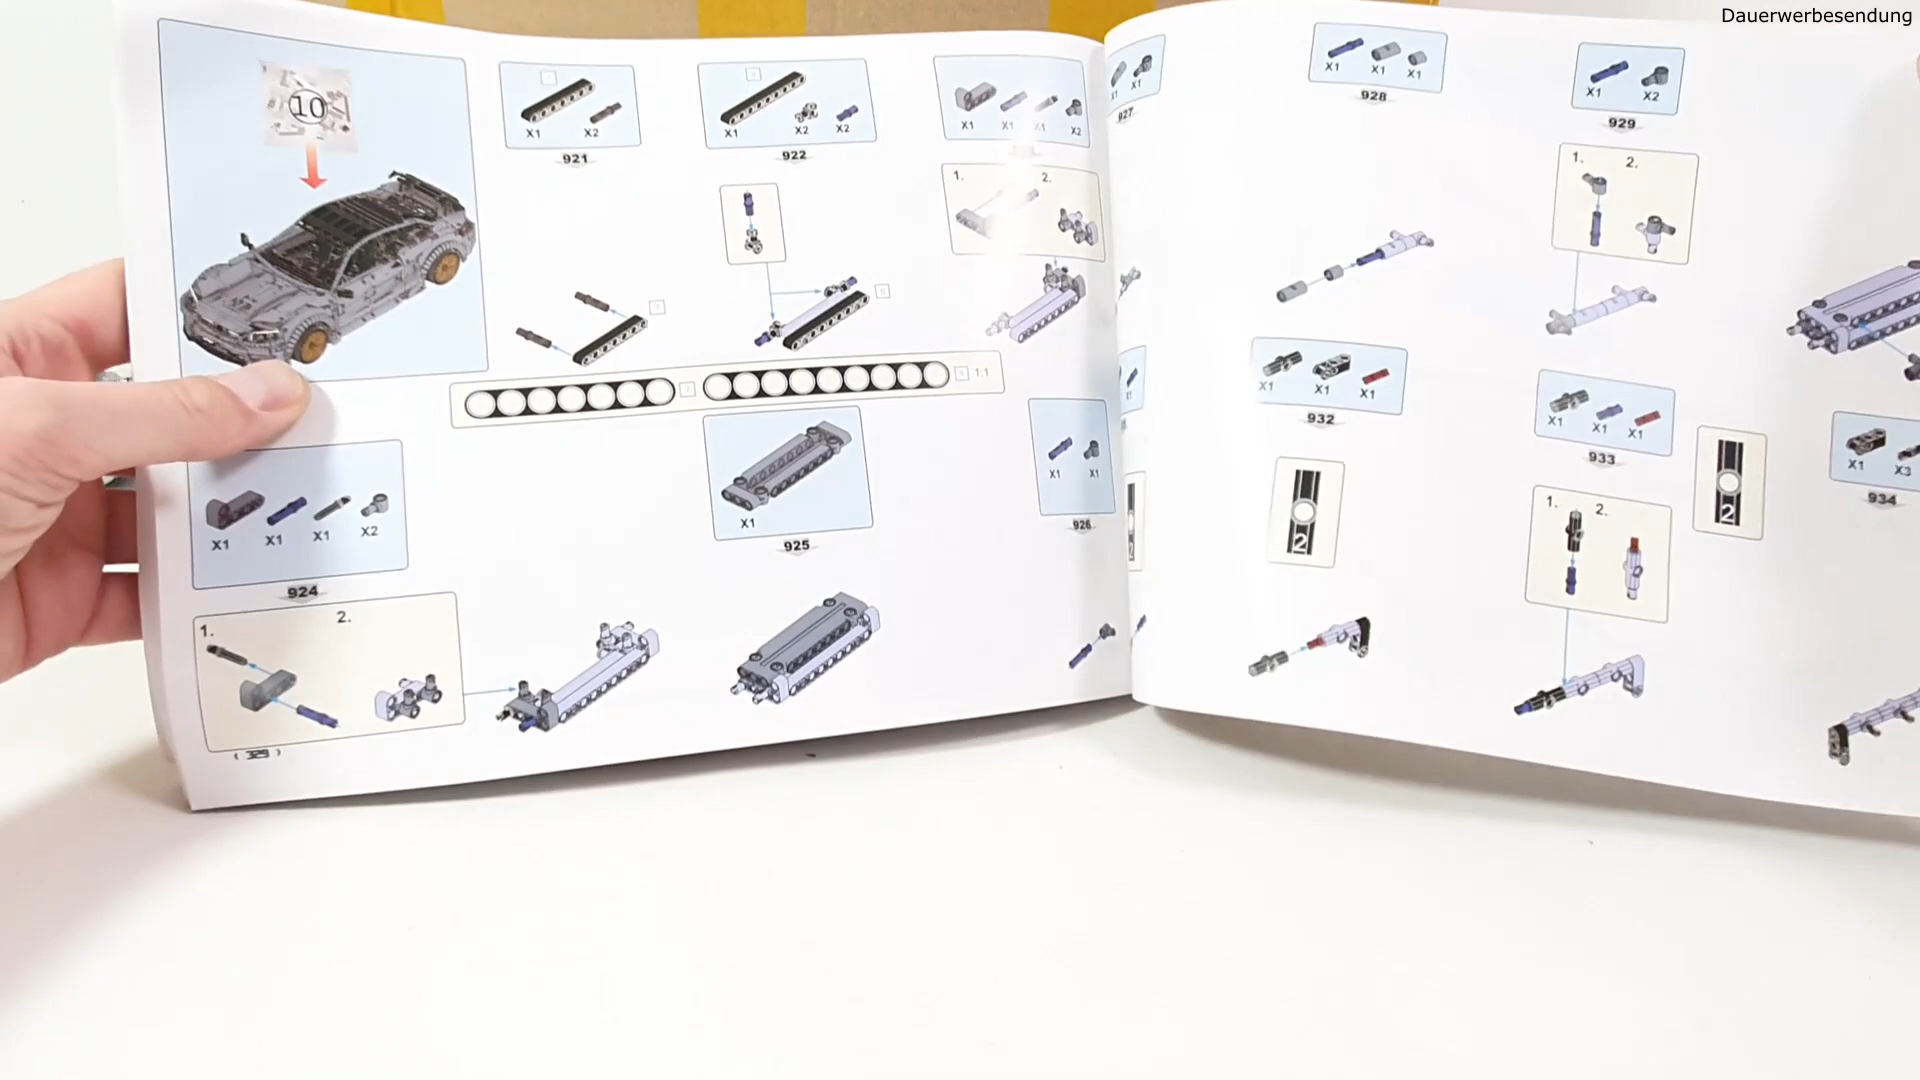 Dauerwerbesendung
10
X1 X2
921
X1 X2 X2
922
X1 X1 X1 X2
1. 2.
X1 X1
927
X1 X1 X1
928
X1 X2
929
1. 2.
1:1
X1 X1 X1 X2
924
1. 2.
X1
925
X1 X1
926
X1 X1 X1
932
2
X1 X1 X1
933
2
1. 2.
X1 X3
934